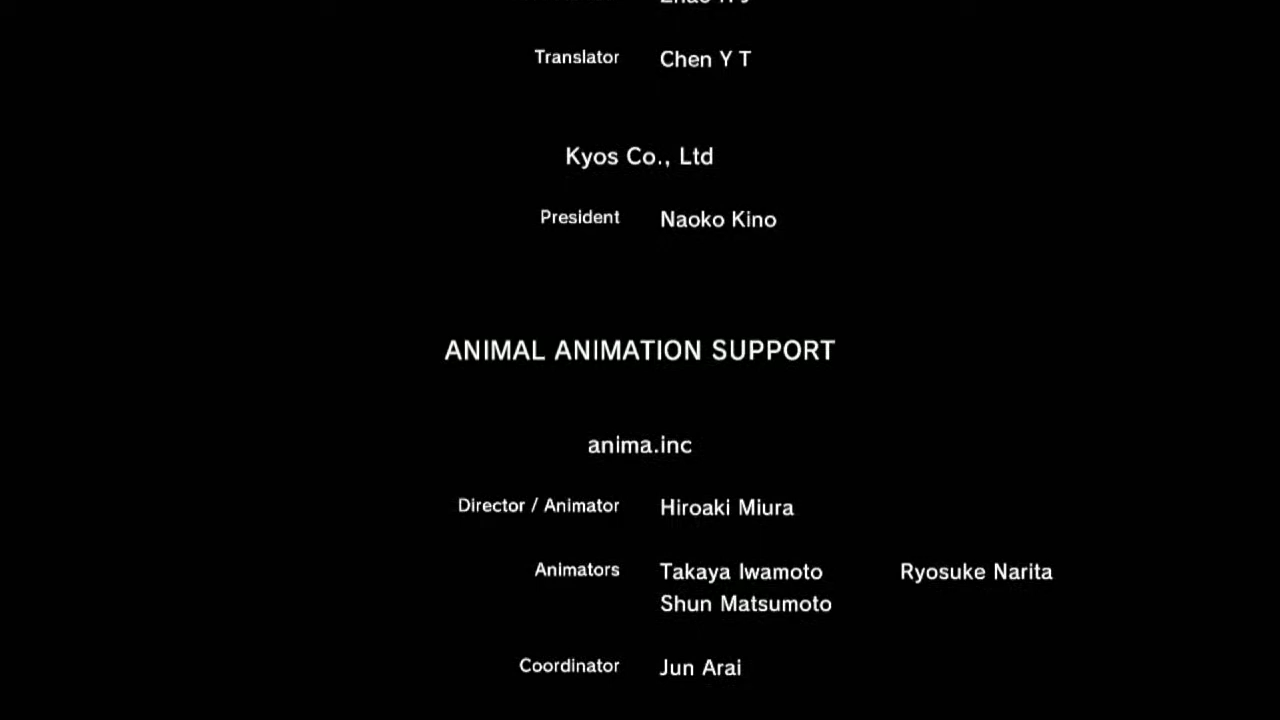 Translator Chen Y T
Kyos Co., Ltd
President Naoko Kino
ANIMAL ANIMATION SUPPORT
anima.inc
Director / Animator Hiroaki Miura
Animators Takaya Iwamoto Ryosuke Narita
Shun Matsumoto
Coordinator Jun Arai